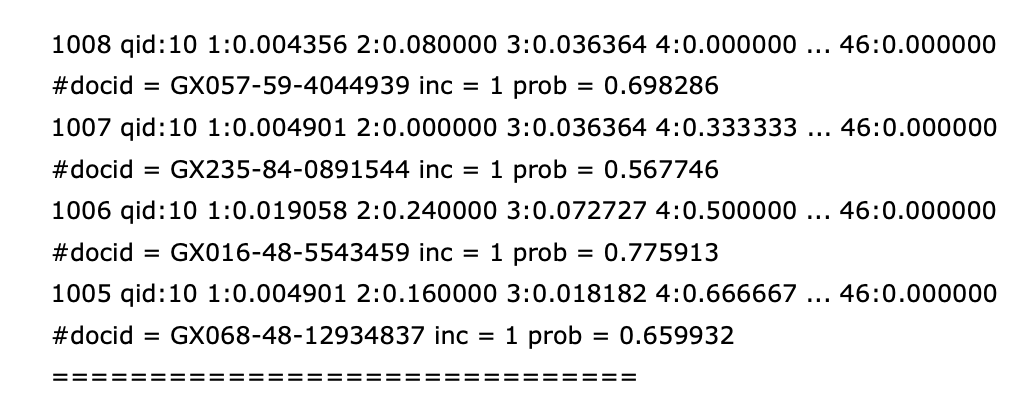 1008 qid:10 1:0.004356 2:0.080000 3:0.036364 4:0.000000 ... 46:0.000000
#docid = GX057-59-4044939 inc = 1 prob = 0.698286
1007 qid:10 1:0.004901 2:0.000000 3:0.036364 4:0.333333 ... 46:0.000000
#docid = GX235-84-0891544 inc = 1 prob = 0.567746
1006 qid:10 1:0.019058 2:0.240000 3:0.072727 4:0.500000 ... 46:0.000000
#docid = GX016-48-5543459 inc = 1 prob = 0.775913
1005 qid:10 1:0.004901 2:0.160000 3:0.018182 4:0.666667 ... 46:0.000000
#docid = GX068-48-12934837 inc = 1 prob = 0.659932
==============================